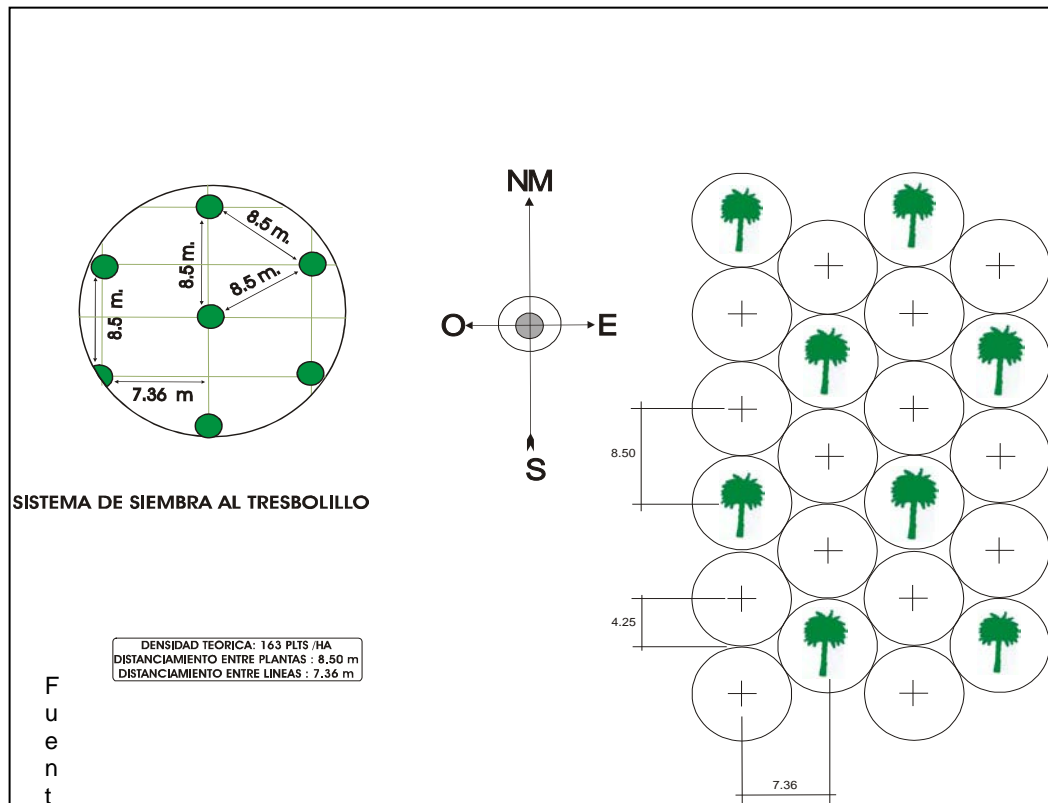 NM
8.5 m.
8.5 m.
8.5 m.
8.5 m.
7.36 m
O
E
S
SISTEMA DE SIEMBRA AL TRESBOLILLO
8.50
4.25
DENSIDAD TEORICA: 163 PLTS /HA
DISTANCIAMIENTO ENTRE PLANTAS : 8.50 m
DISTANCIAMIENTO ENTRE LINEAS : 7.36 m
7.36
F
u
e
n
t